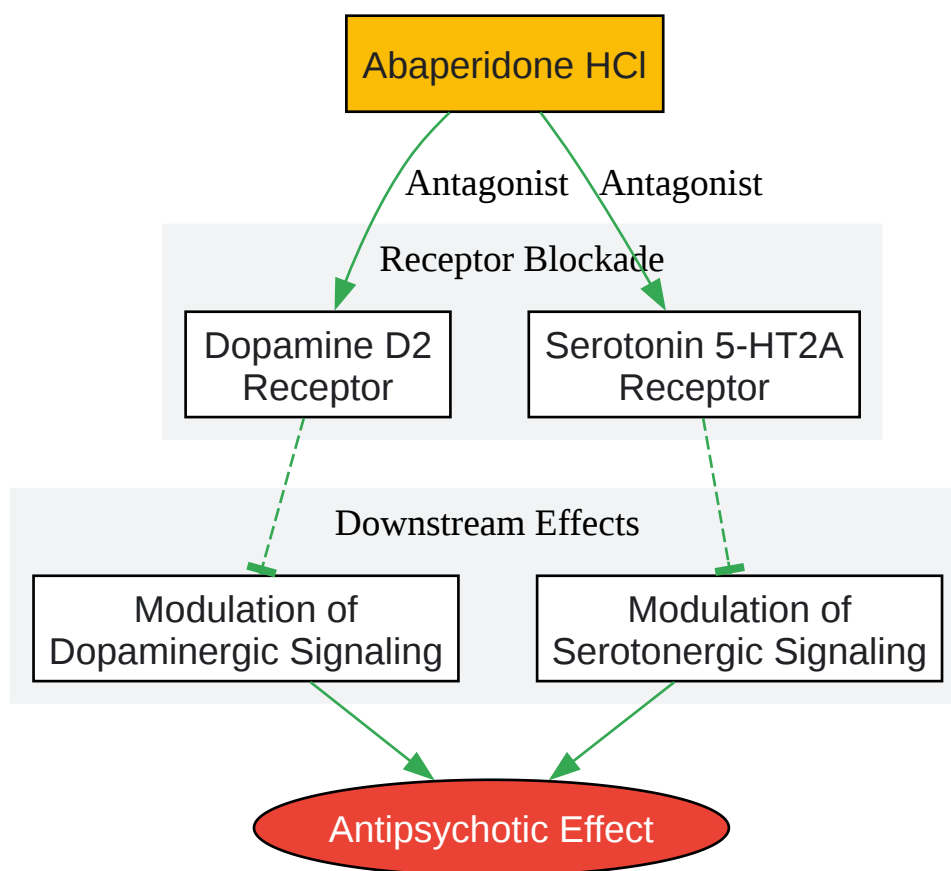 Abaperidone HCl
Antagonist
Antagonist
Receptor Blockade
Dopamine D2
Receptor
Serotonin 5-HT2A
Receptor
Downstream Effects
Modulation of
Dopaminergic Signaling
Modulation of
Serotonergic Signaling
Antipsychotic Effect